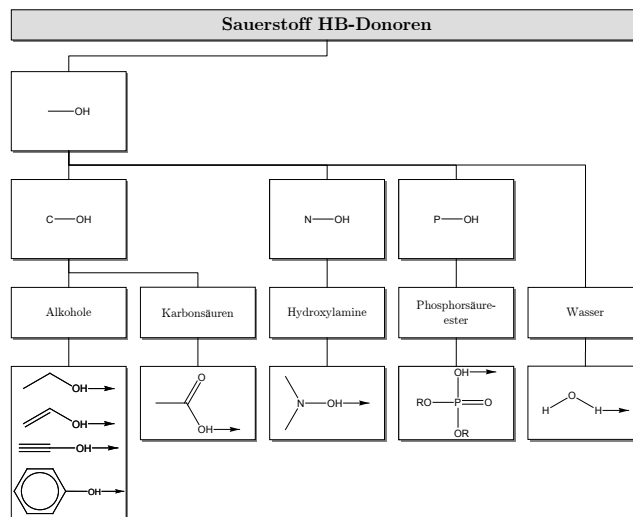 Sauerstoff HB-Donoren
OH
C OH
N OH
P OH
Alkohole
Karbonsäuren
Hydroxylamine
Phosphorsäure-
ester
Wasser
OH
OH
OH
OH
O
OH
N OH
OH
RO P O
OR
O
H H